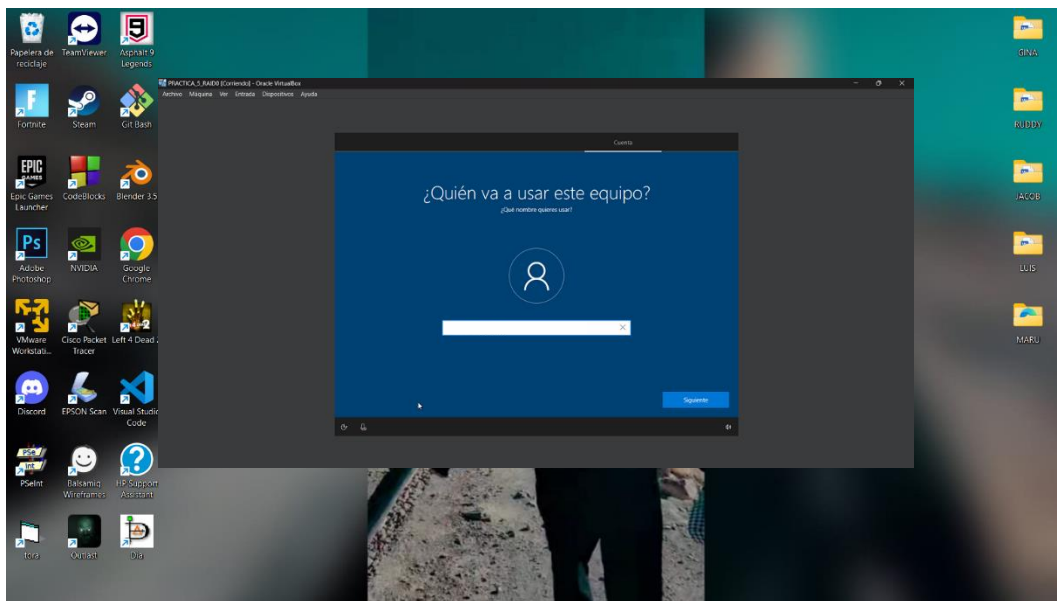 Papelera de
reciclaje
TeamViewer
Asphalt 9
Legends
GINA
PRACTICA_5_RAID0 [Corriendo] - Oracle VirtualBox
Archivo Máquina Ver Entrada Dispositivos Ayuda
Fortnite
Steam
Git Bash
RUDDY
Cuenta
EPIC
GAMES
Epic Games
Launcher
CodeBlocks
Blender 3.5
¿Quién va a usar este equipo?
¿Qué nombre quieres usar?
JACOB
Ps
Adobe
Photoshop
NVIDIA
Google
Chrome
LUIS
VMware
Workstati...
Cisco Packet
Tracer
Left 4 Dead
2
MARU
Discord
EPSON Scan
Visual Studio
Code
Siguiente
PSeInt
Balsamiq
Wireframes
HP Support
Assistant
tora
Outlast
Dia